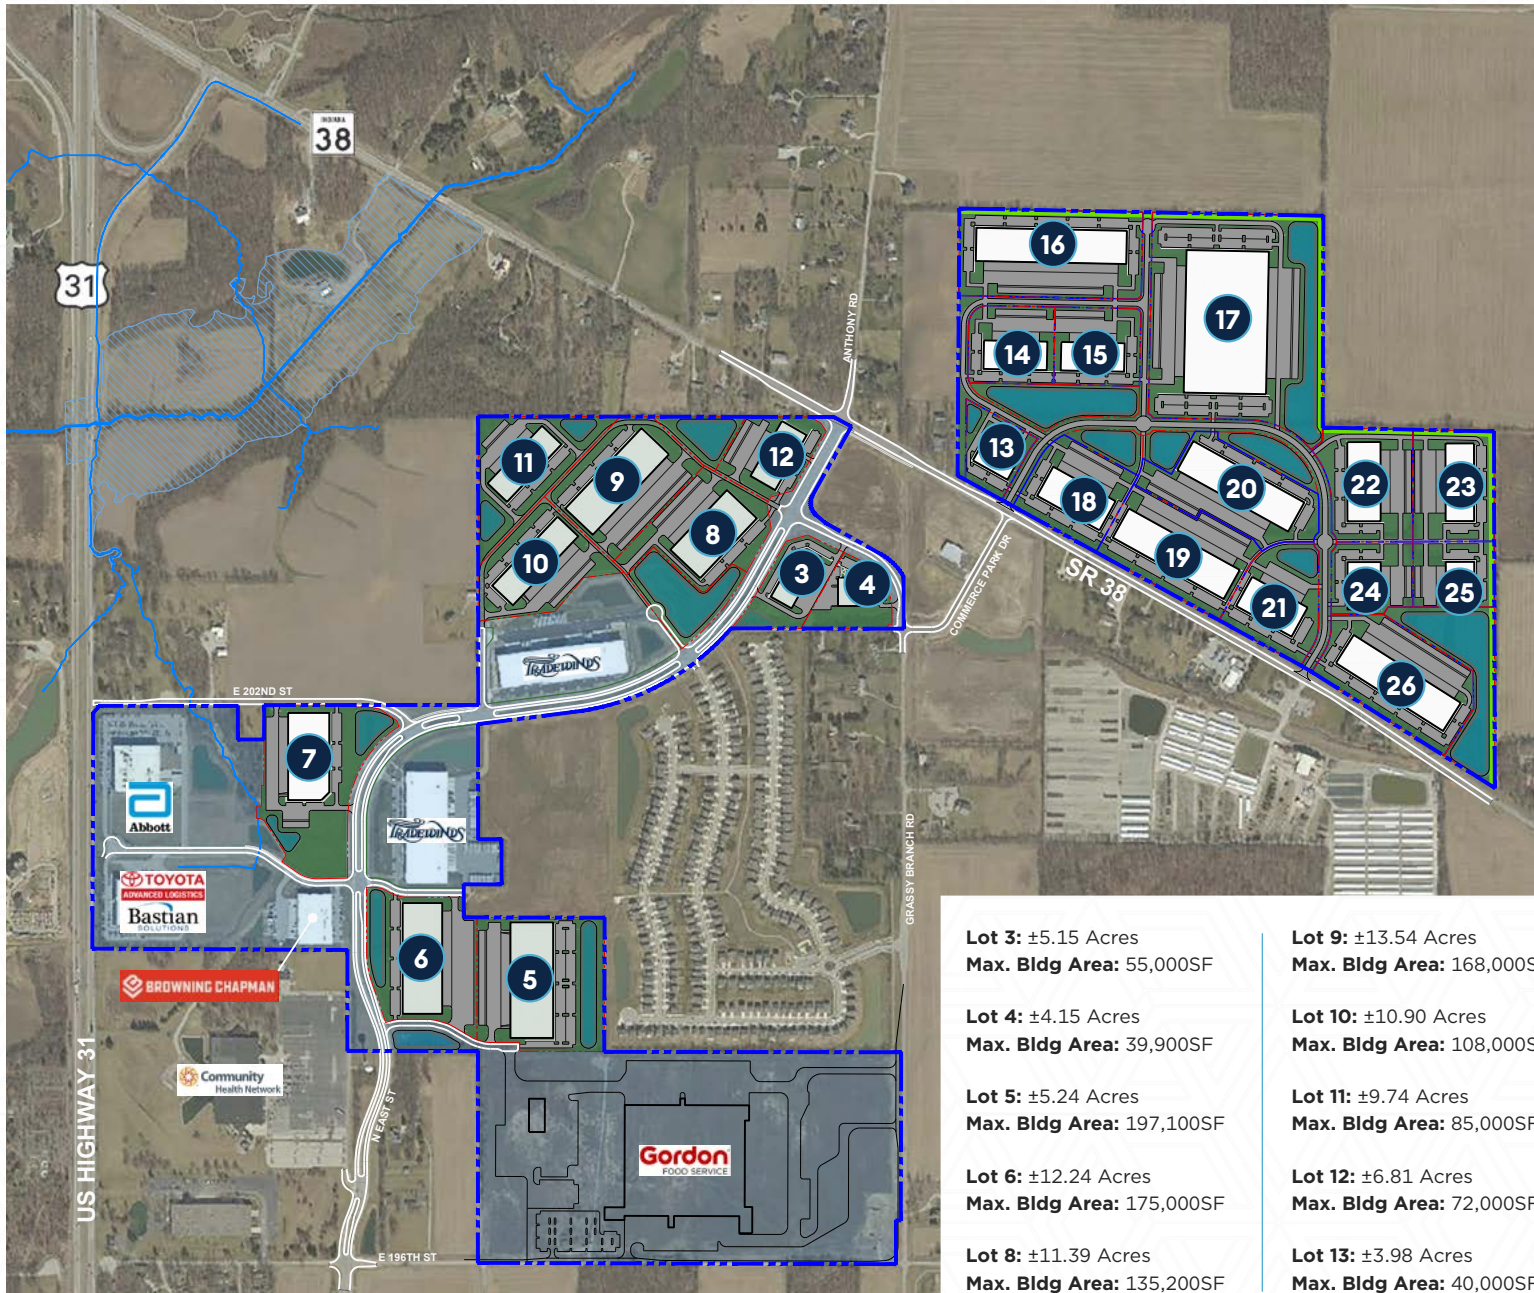 INDIANA
38
31
ANTHONY RD
16
17
14
15
13
12
11
9
8
10
18
20
22
23
19
3
4
COMMERCE PARK DR
SR 38
21
24
25
26
TRADEWINDS
E 202ND ST
7
Abbott
TRADEWINDS
TOYOTA
ADVANCED LOGISTICS
Bastian
SOLUTIONS
GRASSY BRANCH RD
6
5
BROWNING CHAPMAN
US HIGHWAY 31
Community
Health Network
N EAST ST
Gordon
FOOD SERVICE
E 196TH ST
Lot 3: ±5.15 Acres
Max. Bldg Area: 55,000SF
Lot 4: ±4.15 Acres
Max. Bldg Area: 39,900SF
Lot 5: ±5.24 Acres
Max. Bldg Area: 197,100SF
Lot 6: ±12.24 Acres
Max. Bldg Area: 175,000SF
Lot 8: ±11.39 Acres
Max. Bldg Area: 135,200SF
Lot 9: ±13.54 Acres
Max. Bldg Area: 168,000S
Lot 10: ±10.90 Acres
Max. Bldg Area: 108,000S
Lot 11: ±9.74 Acres
Max. Bldg Area: 85,000SF
Lot 12: ±6.81 Acres
Max. Bldg Area: 72,000SF
Lot 13: ±3.98 Acres
Max. Bldg Area: 40,000SF